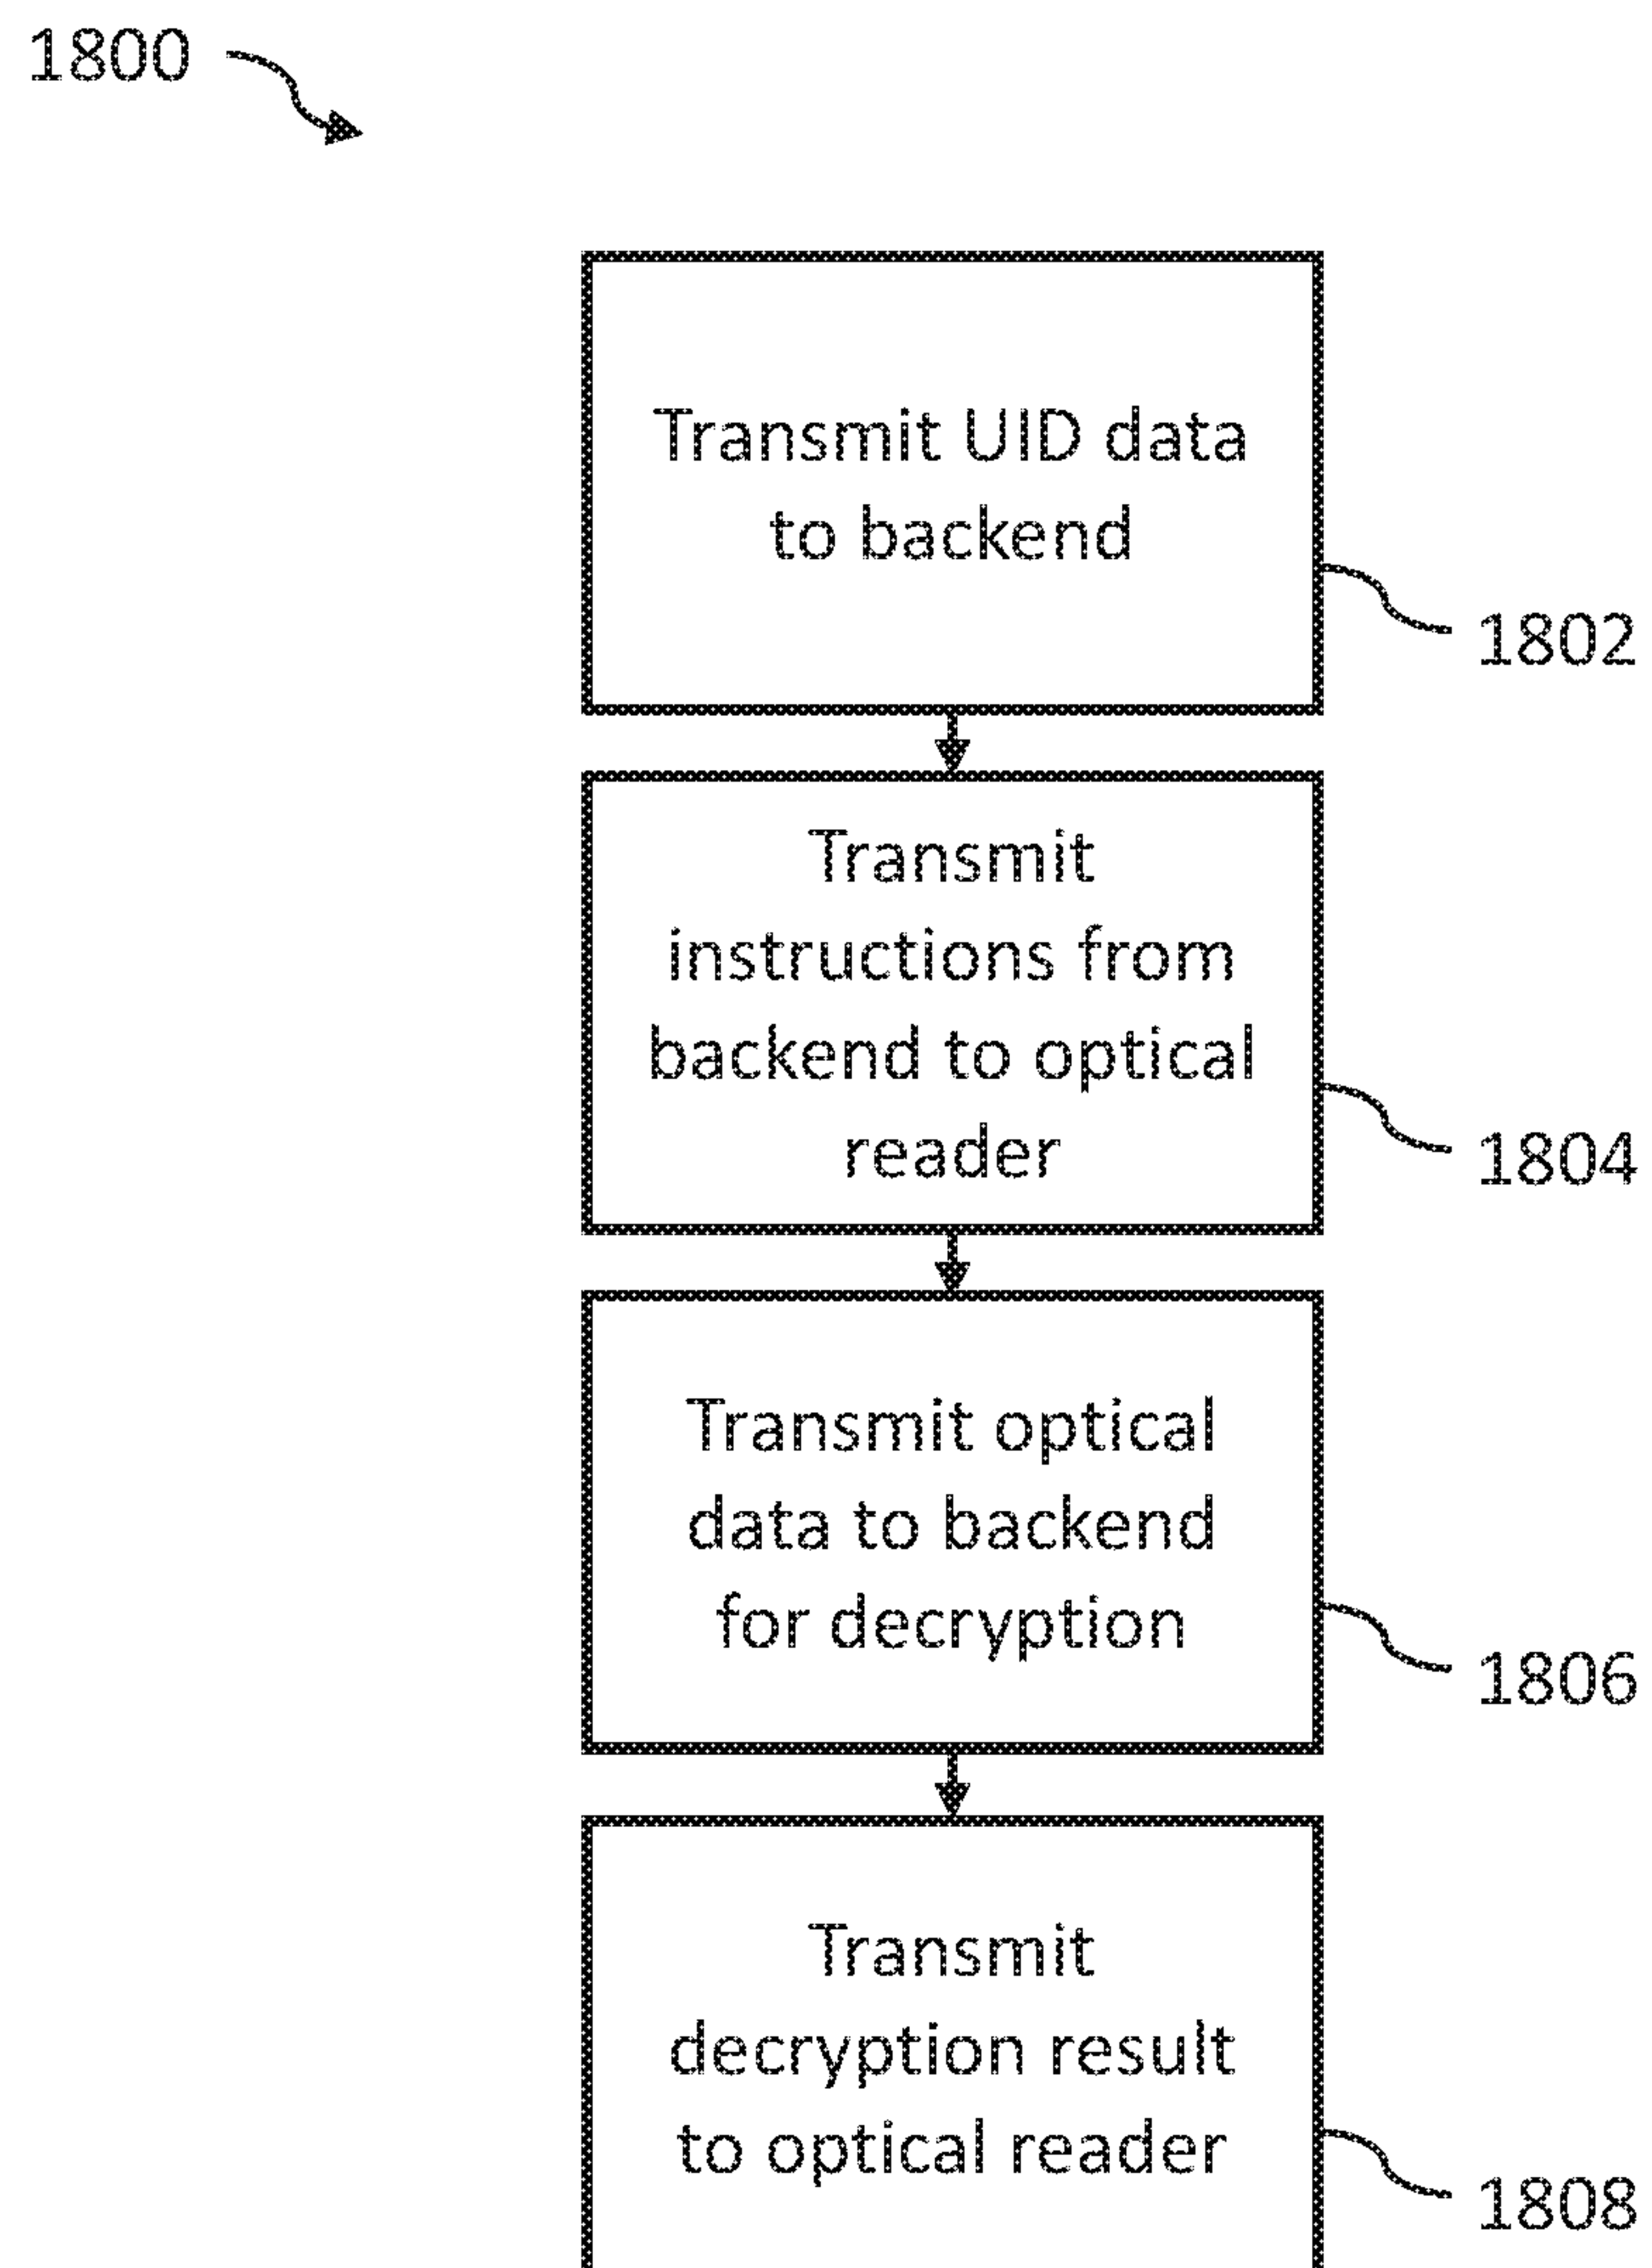 1800
Transmit UID data
to backend
1802
Transmit
instructions from
backend to optical
reader
1804
Transmit optical
data to backend
for decryption
1806
Transmit
decryption result
to optical reader
1808